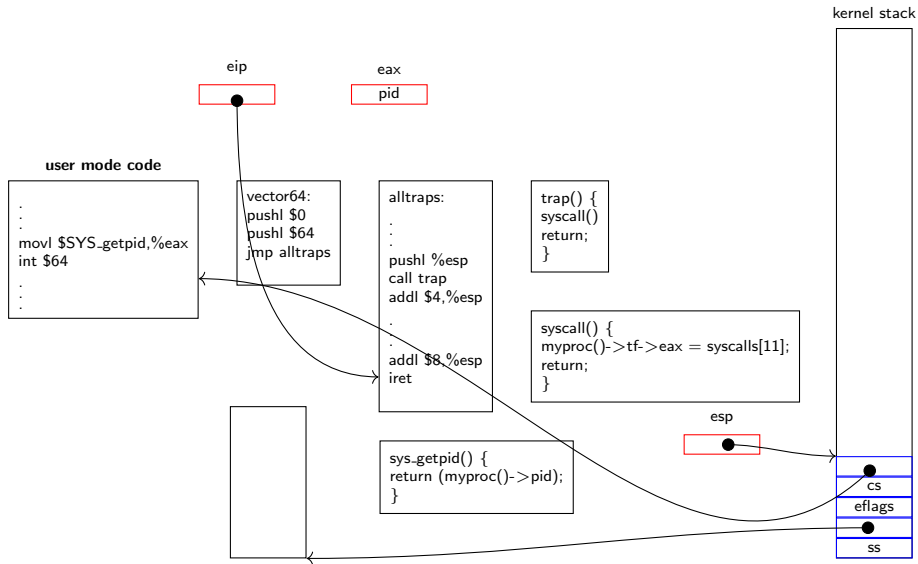 kernel stack
eip
eax
pid
user mode code
.
.
.
movl $SYS_getpid,%eax
int $64
.
.
.
vector64:
pushl $0
pushl $64
jmp alltraps
alltraps:
.
.
.
pushl %esp
call trap
addl $4,%esp
.
.
.
addl $8,%esp
iret
trap() {
syscall()
return;
}
syscall() {
myproc()->tf->eax = syscalls[11];
return;
}
sys_getpid() {
return (myproc()->pid);
}
esp
cs
eflags
ss